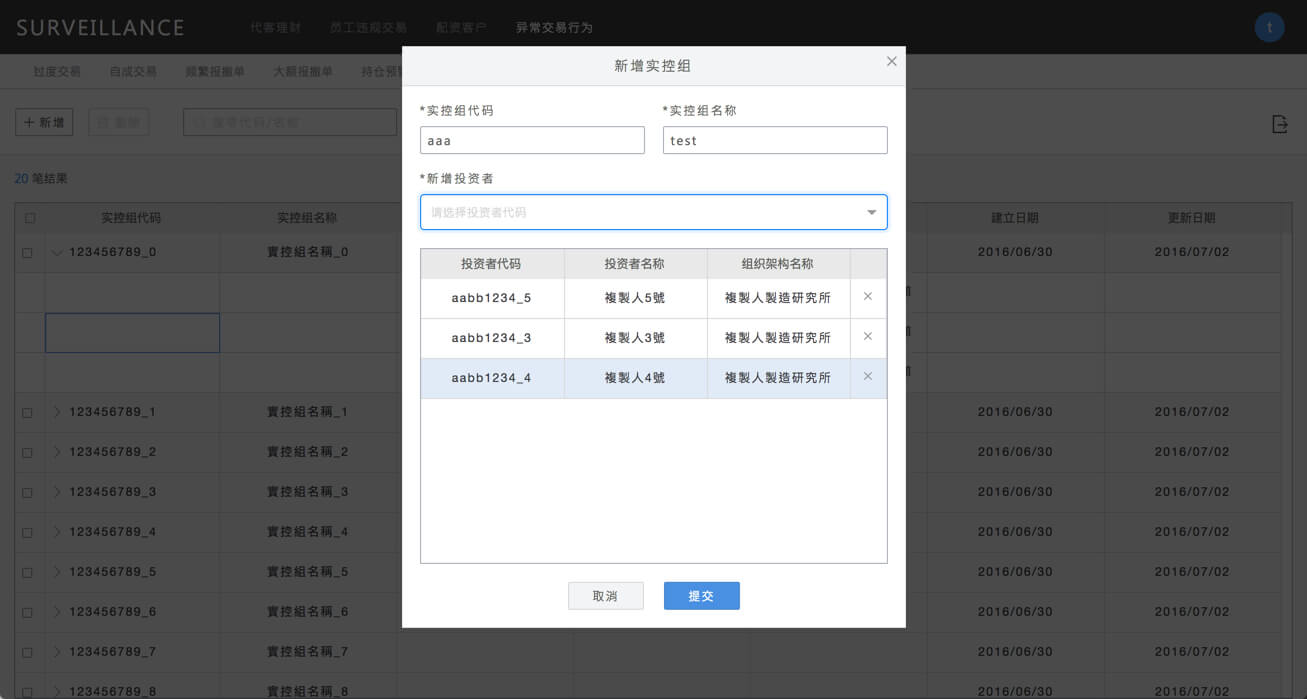 SURVEILLANCE 代客理财 员工违规交易 配资客户 异常交易行为 t
过度交易 自成交易 频繁报撤单 大额报撤单 持仓预
新增实控组
+ 新增 删除 搜寻代码/名称
*实控组代码 *实控组名称
aaa test
*新增投资者
请选择投资者代码
投资者代码 投资者名称 组织架构名称
aabb1234_5 複製人5號 複製人製造研究所
aabb1234_3 複製人3號 複製人製造研究所
aabb1234_4 複製人4號 複製人製造研究所
取消 提交
20 笔结果
实控组代码 实控组名称 建立日期 更新日期
123456789_0 實控組名稱_0 2016/06/30 2016/07/02
123456789_1 實控組名稱_1 2016/06/30 2016/07/02
123456789_2 實控組名稱_2 2016/06/30 2016/07/02
123456789_3 實控組名稱_3 2016/06/30 2016/07/02
123456789_4 實控組名稱_4 2016/06/30 2016/07/02
123456789_5 實控組名稱_5 2016/06/30 2016/07/02
123456789_6 實控組名稱_6 2016/06/30 2016/07/02
123456789_7 實控組名稱_7 2016/06/30 2016/07/02
123456789_8 實控組名稱_8 2016/06/30 2016/07/02